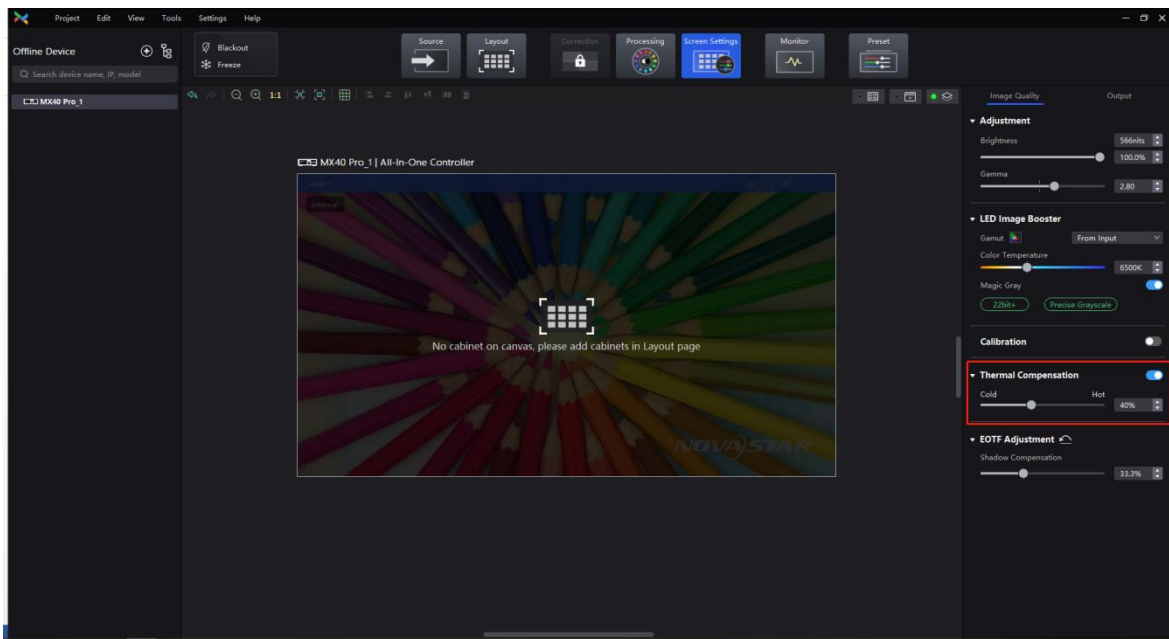 Project Edit View Tools Settings Help
Offline Device
Search device name, IP, model
MX40 Pro_1
Blackout
Freeze
Source Layout Correction Processing Screen Settings Monitor Preset
1:1
MX40 Pro_1 | All-In-One Controller
Internal
No cabinet on canvas, please add cabinets in Layout page
NOVASTAR
Image Quality Output
Adjustment
Brightness 566nits
100.0%
Gamma
2.80
LED Image Booster
Gamut From Input
Color Temperature
6500K
Magic Gray
22bit+ Precise Grayscale
Calibration
Thermal Compensation
Cold Hot
40%
EOTF Adjustment
Shadow Compensation
33.3%